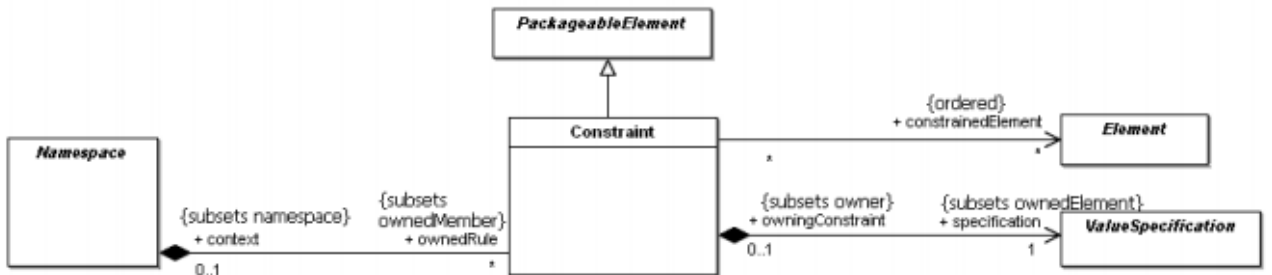 PackageableElement
Constraint
{ordered}
+ constrainedElement
*
*
Element
Namespace
{subsets namespace}
+ context
0..1
{subsets
ownedMember}
+ ownedRule
*
{subsets owner}
+ owningConstraint
0..1
{subsets ownedElement}
+ specification
1
ValueSpecification